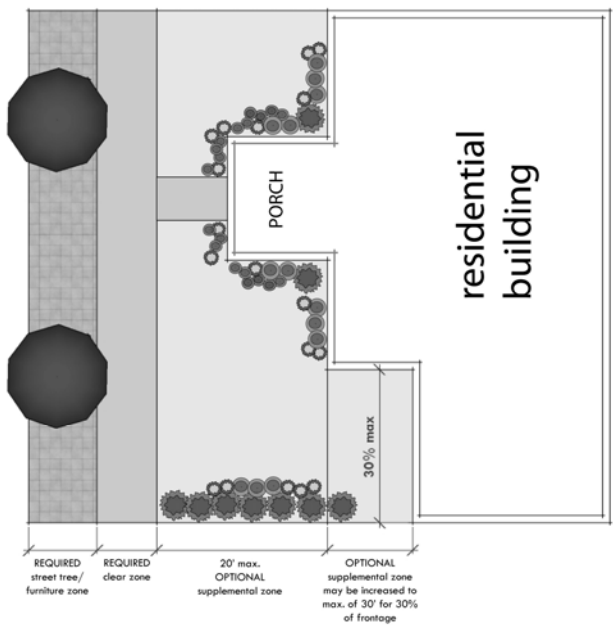 PORCH
residential
building
30% max
REQUIRED
street tree/
furniture zone
REQUIRED
clear zone
20' max.
OPTIONAL
supplemental zone
OPTIONAL
supplemental zone
may be increased to
max. of 30' for 30%
of frontage